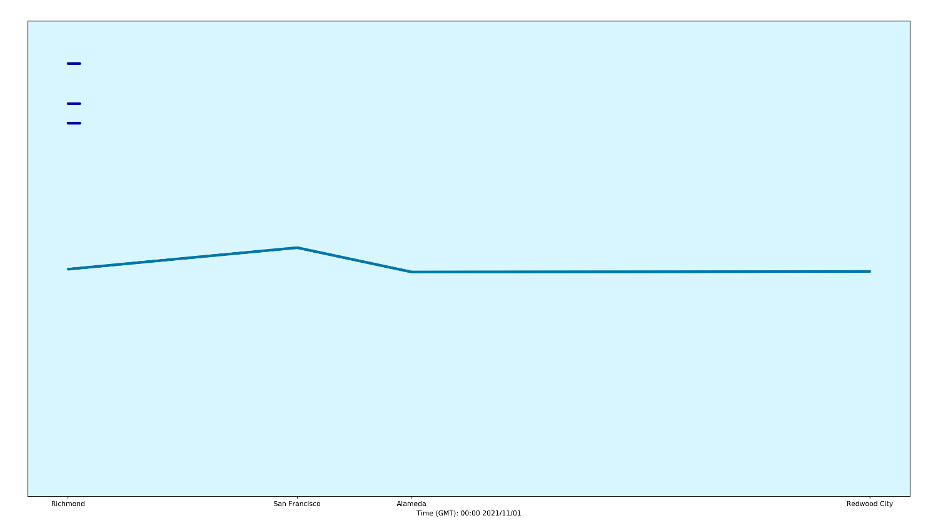 Richmond San Francisco Alameda Redwood City
Time (GMT): 00:00 2021/11/01